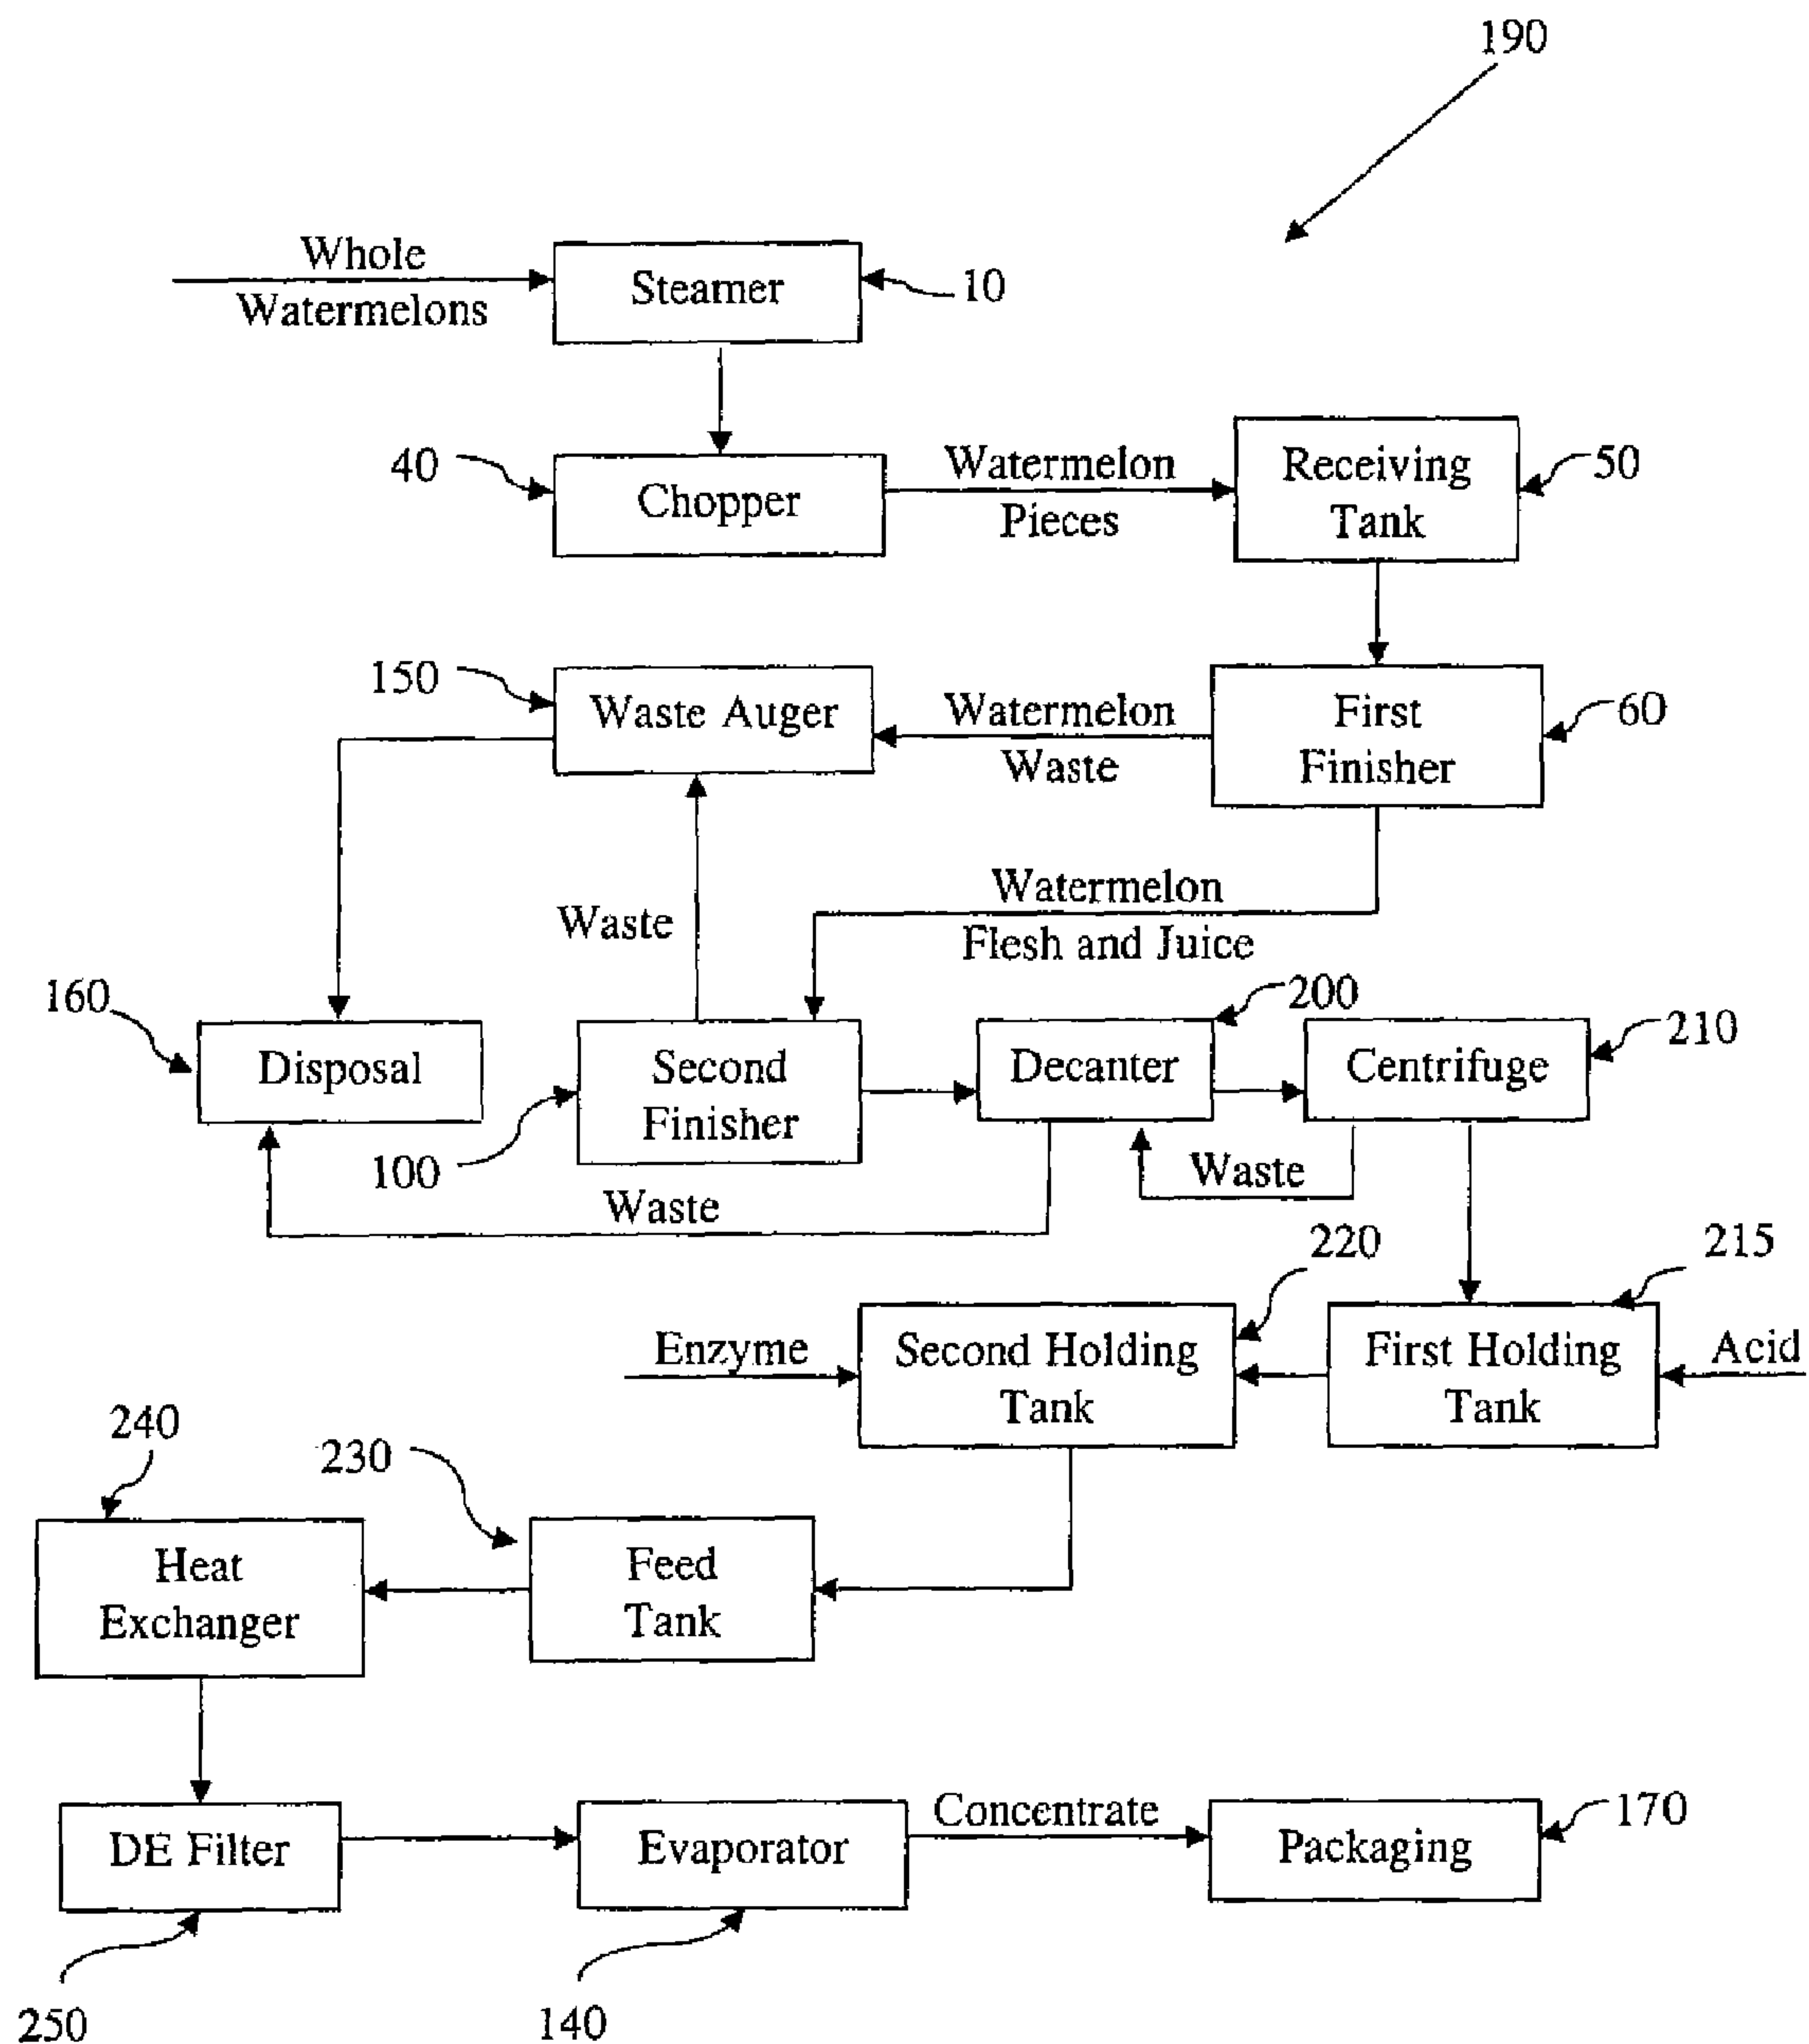 190
Whole
Watermelons
Steamer
10
40
Chopper
Watermelon
Pieces
Receiving
Tank
50
150
Waste Auger
Watermelon
Waste
First
Finisher
60
Waste
Watermelon
Flesh and Juice
160
Disposal
Second
Finisher
100
200
Decanter
Centrifuge
210
Waste
Waste
220
215
Enzyme
Second Holding
Tank
First Holding
Tank
Acid
240
230
Heat
Exchanger
Feed
Tank
DE Filter
Evaporator
Concentrate
Packaging
170
250
140